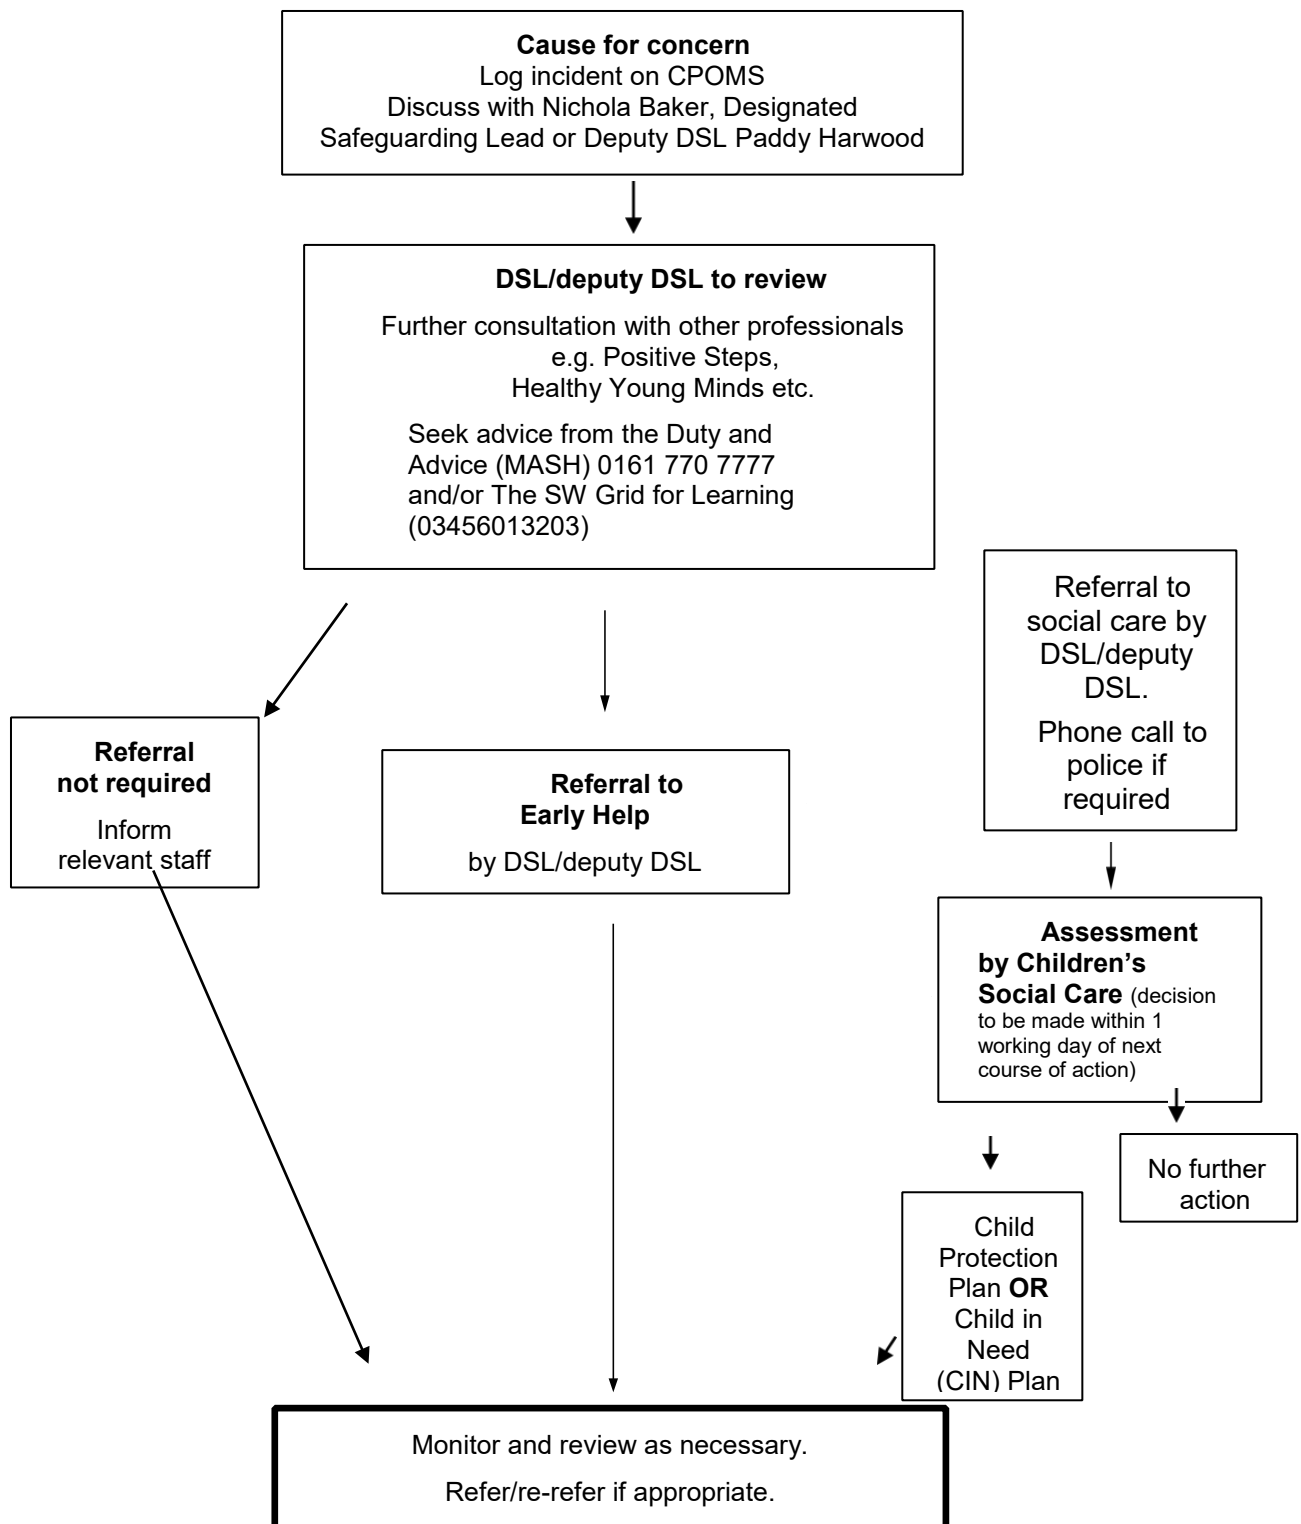 Cause for concern
Log incident on CPOMS
Discuss with Nichola Baker, Designated
Safeguarding Lead or Deputy DSL Paddy Harwood
DSL/deputy DSL to review
Further consultation with other professionals
e.g. Positive Steps,
Healthy Young Minds etc.
Seek advice from the Duty and
Advice (MASH) 0161 770 7777
and/or The SW Grid for Learning
(03456013203)
Referral
not required
Inform
relevant staff
Referral to
Early Help
by DSL/deputy DSL
Referral to
social care by
DSL/deputy
DSL.
Phone call to
police if
required
Assessment
by Children’s
Social Care (decision
to be made within 1
working day of next
course of action)
No further
action
Child
Protection
Plan OR
Child in
Need
(CIN) Plan
Monitor and review as necessary.
Refer/re-refer if appropriate.